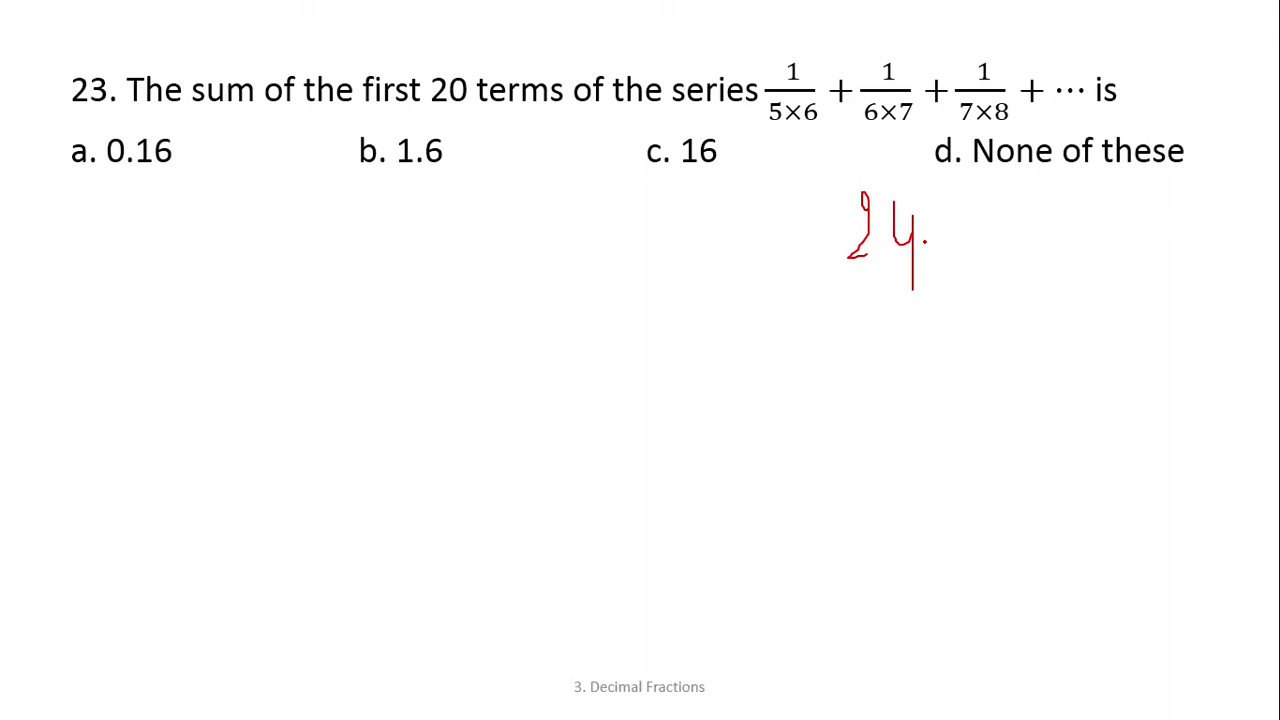 23. The sum of the first 20 terms of the series 1/(5×6) + 1/(6×7) + 1/(7×8) + ⋯ is
a. 0.16 b. 1.6 c. 16 d. None of these
24.
3. Decimal Fractions